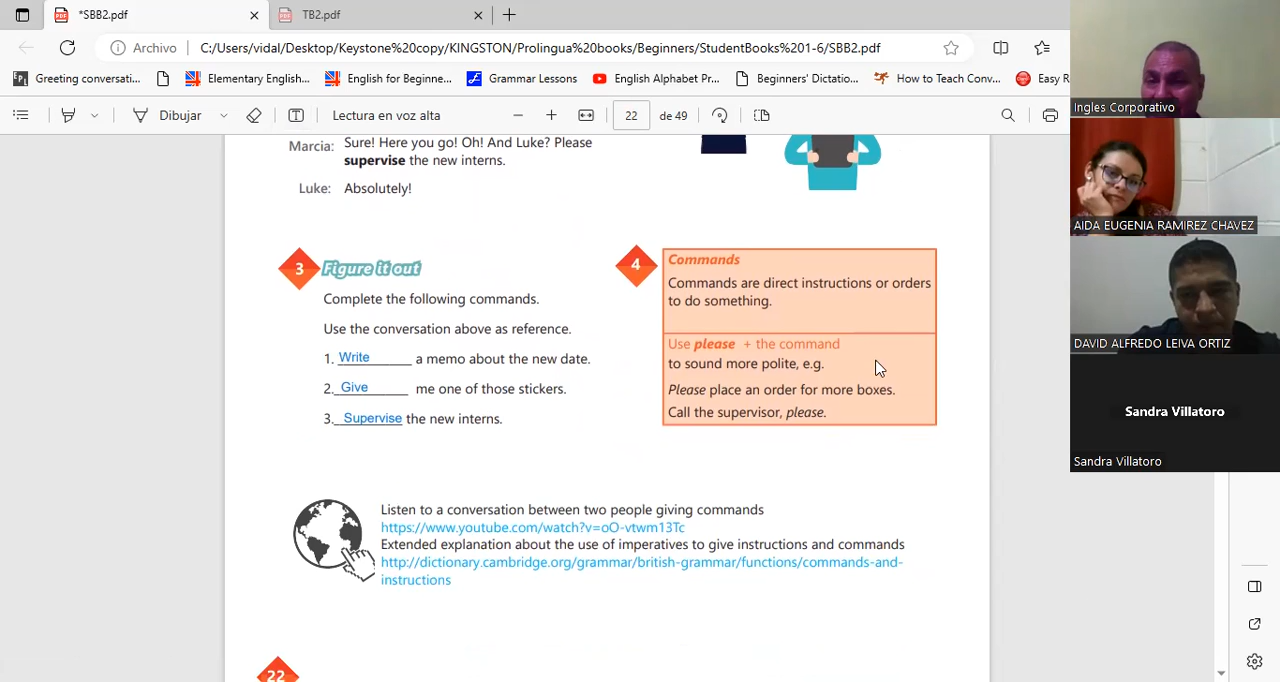 *SBB2.pdf
TB2.pdf
Archivo
C:/Users/vidal/Desktop/Keystone%20copy/KINGSTON/Prolingua%20books/Beginners/StudentBooks%201-6/SBB2.pdf
Greeting conversati...
Elementary English...
English for Beginne...
Grammar Lessons
English Alphabet Pr...
Beginners' Dictatio...
How to Teach Conv...
Easy R
Dibujar
Lectura en voz alta
22
de 49
Marcia: Sure! Here you go! Oh! And Luke? Please
supervise the new interns.
Luke: Absolutely!
3 Figure it out
Complete the following commands.
Use the conversation above as reference.
1. Write a memo about the new date.
2. Give me one of those stickers.
3. Supervise the new interns.
4
Commands
Commands are direct instructions or orders
to do something.
Use please + the command
to sound more polite, e.g.
Please place an order for more boxes.
Call the supervisor, please.
Listen to a conversation between two people giving commands
https://www.youtube.com/watch?v=oO-vtwm13Tc
Extended explanation about the use of imperatives to give instructions and commands
http://dictionary.cambridge.org/grammar/british-grammar/functions/commands-and-
instructions
22
Ingles Corporativo
AIDA EUGENIA RAMIREZ CHAVEZ
DAVID ALFREDO LEIVA ORTIZ
Sandra Villatoro
Sandra Villatoro